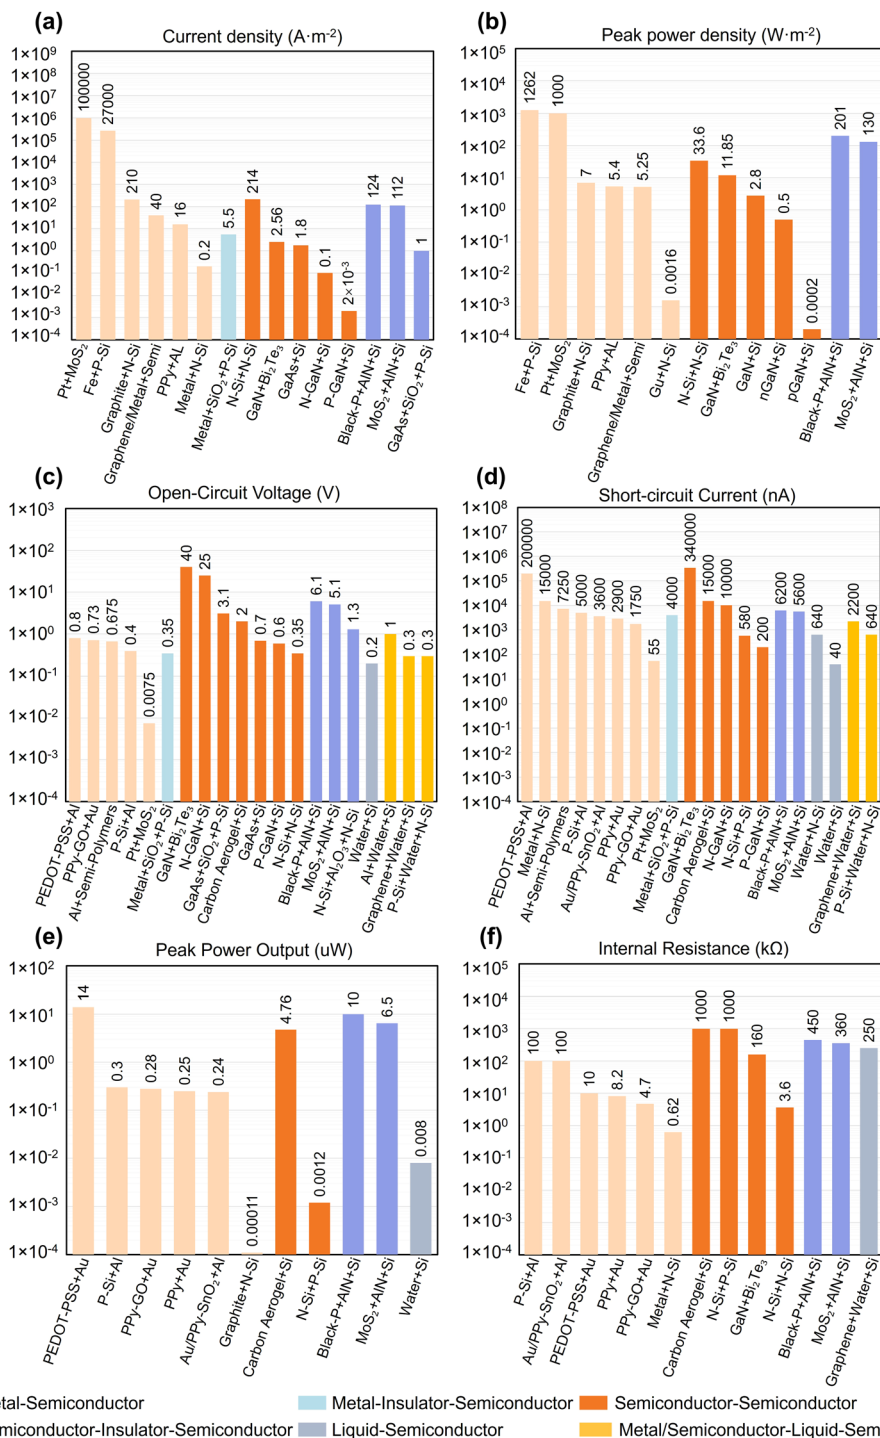 (a)
Current density (A·m⁻²)
1×10⁹
1×10⁸
1×10⁷
1×10⁶
1×10⁵
1×10⁴
1×10³
1×10²
1×10¹
1×10⁰
1×10⁻¹
1×10⁻²
1×10⁻³
1×10⁻⁴
100000
27000
210
40
16
0.2
5.5
214
2.56
1.8
0.1
2×10⁻³
124
112
1
Pt+MoS₂
Fe+P-Si
Graphite+N-Si
Graphene/Metal+Semi
PPy+AL
Metal+N-Si
Metal+SiO₂+P-Si
N-Si+N-Si
GaN+Bi₂Te₃
GaAs+Si
N-GaN+Si
P-GaN+Si
Black-P+AlN+Si
MoS₂+AlN+Si
GaAs+SiO₂+P-Si
(b)
Peak power density (W·m⁻²)
1×10⁵
1×10⁴
1×10³
1×10²
1×10¹
1×10⁰
1×10⁻¹
1×10⁻²
1×10⁻³
1×10⁻⁴
1262
1000
7
5.4
5.25
0.0016
33.6
11.85
2.8
0.5
0.0002
201
130
Fe+P-Si
Pt+MoS₂
Graphite+N-Si
PPy+AL
Graphene/Metal+Semi
Gu+N-Si
N-Si+N-Si
GaN+Bi₂Te₃
GaN+Si
nGaN+Si
pGaN+Si
Black-P+AlN+Si
MoS₂+AlN+Si
(c)
Open-Circuit Voltage (V)
1×10³
1×10²
1×10¹
1×10⁰
1×10⁻¹
1×10⁻²
1×10⁻³
1×10⁻⁴
0.8
0.73
0.675
0.4
0.0075
0.35
40
25
3.1
2
0.7
0.6
0.35
6.1
5.1
1.3
0.2
1
0.3
0.3
PEDOT-PSS+Al
PPy-GO+Au
Al+Semi-Polymers
P-Si+Al
Pt+MoS₂
Metal+SiO₂+P-Si
GaN+Bi₂Te₃
N-GaN+Si
GaAs+SiO₂+P-Si
Carbon Aerogel+Si
GaAs+Si
P-GaN+Si
N-Si+N-Si
Black-P+AlN+Si
MoS₂+AlN+Si
N-Si+Al₂O₃+N-Si
Water+Si
Al+Water+Si
Graphene+Water+Si
P-Si+Water+N-Si
(d)
Short-circuit Current (nA)
1×10⁸
1×10⁷
1×10⁶
1×10⁵
1×10⁴
1×10³
1×10²
1×10¹
1×10⁰
1×10⁻¹
1×10⁻²
1×10⁻³
1×10⁻⁴
200000
15000
7250
5000
3600
2900
1750
55
4000
340000
15000
10000
580
200
6200
5600
640
40
2200
640
PEDOT-PSS+Al
Metal+N-Si
Al+Semi-Polymers
P-Si+Al
Au/PPy-SnO₂+Al
PPy+Au
PPy-GO+Au
Pt+MoS₂
Metal+SiO₂+P-Si
GaN+Bi₂Te₃
Carbon Aerogel+Si
N-GaN+Si
N-Si+P-Si
P-GaN+Si
Black-P+AlN+Si
MoS₂+AlN+Si
Water+N-Si
Water+Si
Graphene+Water+Si
P-Si+Water+N-Si
(e)
Peak Power Output (uW)
1×10²
1×10¹
1×10⁰
1×10⁻¹
1×10⁻²
1×10⁻³
1×10⁻⁴
14
0.3
0.28
0.25
0.24
0.00011
4.76
0.0012
10
6.5
0.008
PEDOT-PSS+Au
P-Si+Al
PPy-GO+Au
PPy+Au
Au/PPy-SnO₂+Al
Graphite+N-Si
Carbon Aerogel+Si
N-Si+P-Si
Black-P+AlN+Si
MoS₂+AlN+Si
Water+Si
(f)
Internal Resistance (kΩ)
1×10⁵
1×10⁴
1×10³
1×10²
1×10¹
1×10⁰
1×10⁻¹
1×10⁻²
1×10⁻³
1×10⁻⁴
100
100
10
8.2
4.7
0.62
1000
1000
160
3.6
450
360
250
P-Si+Al
Au/PPy-SnO₂+Al
PEDOT-PSS+Au
PPy+Au
PPy-GO+Au
Metal+N-Si
Carbon Aerogel+Si
N-Si+P-Si
GaN+Bi₂Te₃
N-Si+N-Si
Black-P+AlN+Si
MoS₂+AlN+Si
Graphene+Water+Si
etal-Semiconductor Metal-Insulator-Semiconductor Semiconductor-Semiconductor
miconductor-Insulator-Semiconductor Liquid-Semiconductor Metal/Semiconductor-Liquid-Sem